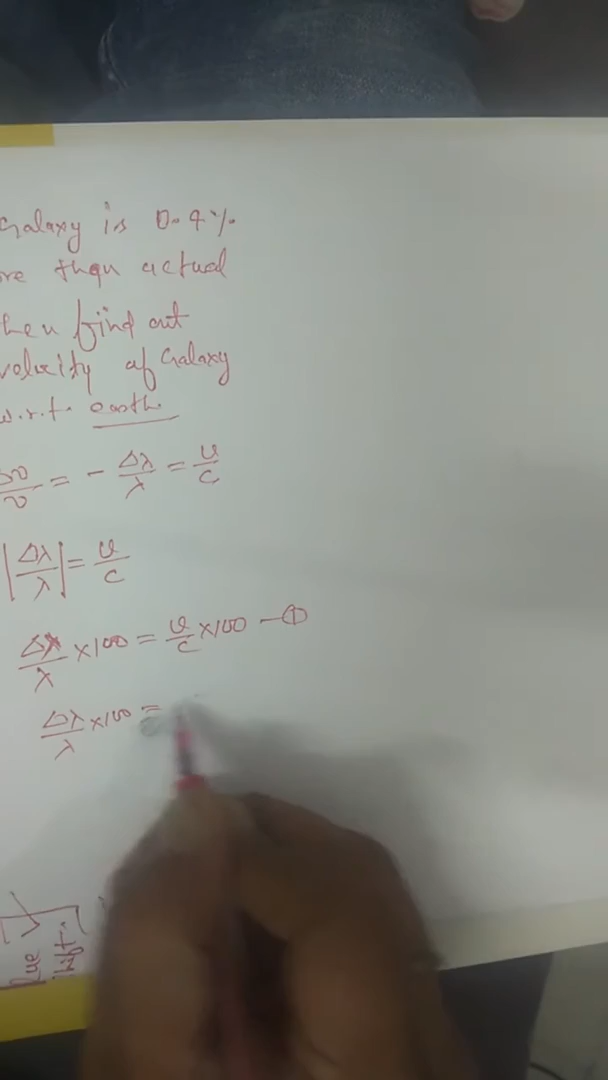 Galaxy is 0.4%
re than actual
hen find out
velocity of Galaxy
w.r.t. earth.
Δν/ν = - Δλ/λ = υ/c
|Δλ/λ| = υ/c
Δλ/λ ×100 = υ/c ×100 - ①
Δλ/λ ×100 =